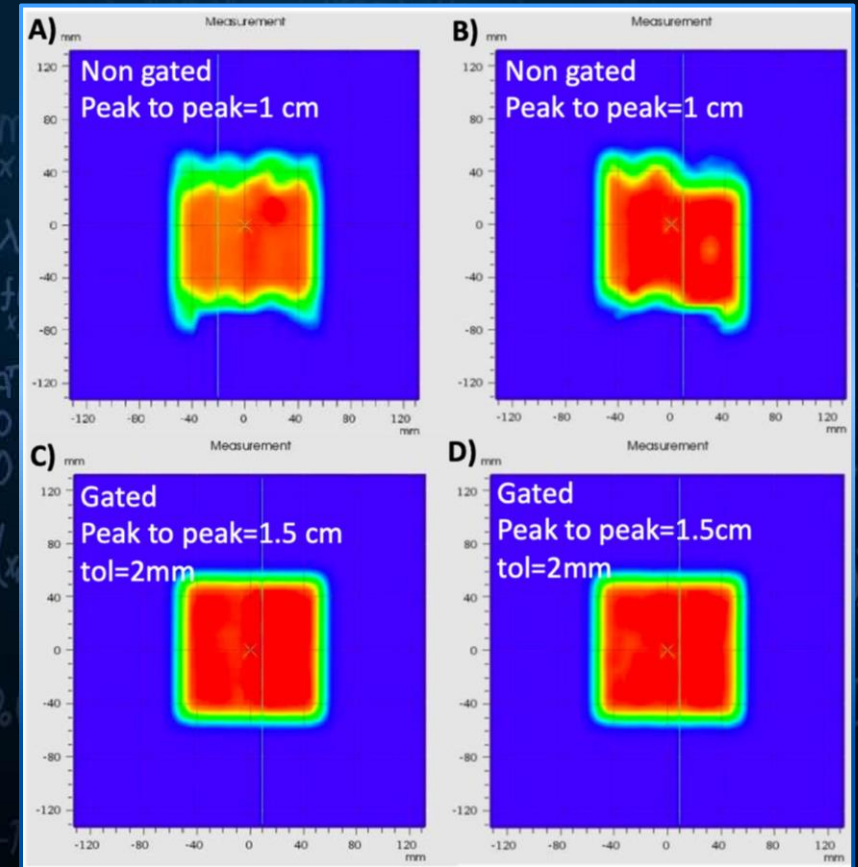 A)
Measurement
mm
Non gated
Peak to peak=1 cm
120
80
40
0
-40
-80
-120
-120 -80 -40 0 40 80 120
mm
B)
Measurement
mm
Non gated
Peak to peak=1 cm
120
80
40
0
-40
-80
-120
-120 -80 -40 0 40 80 120
mm
C)
Measurement
mm
Gated
Peak to peak=1.5 cm
tol=2mm
120
80
40
0
-40
-80
-120
-120 -80 -40 0 40 80 120
mm
D)
Measurement
mm
Gated
Peak to peak=1.5cm
tol=2mm
120
80
40
0
-40
-80
-120
-120 -80 -40 0 40 80 120
mm